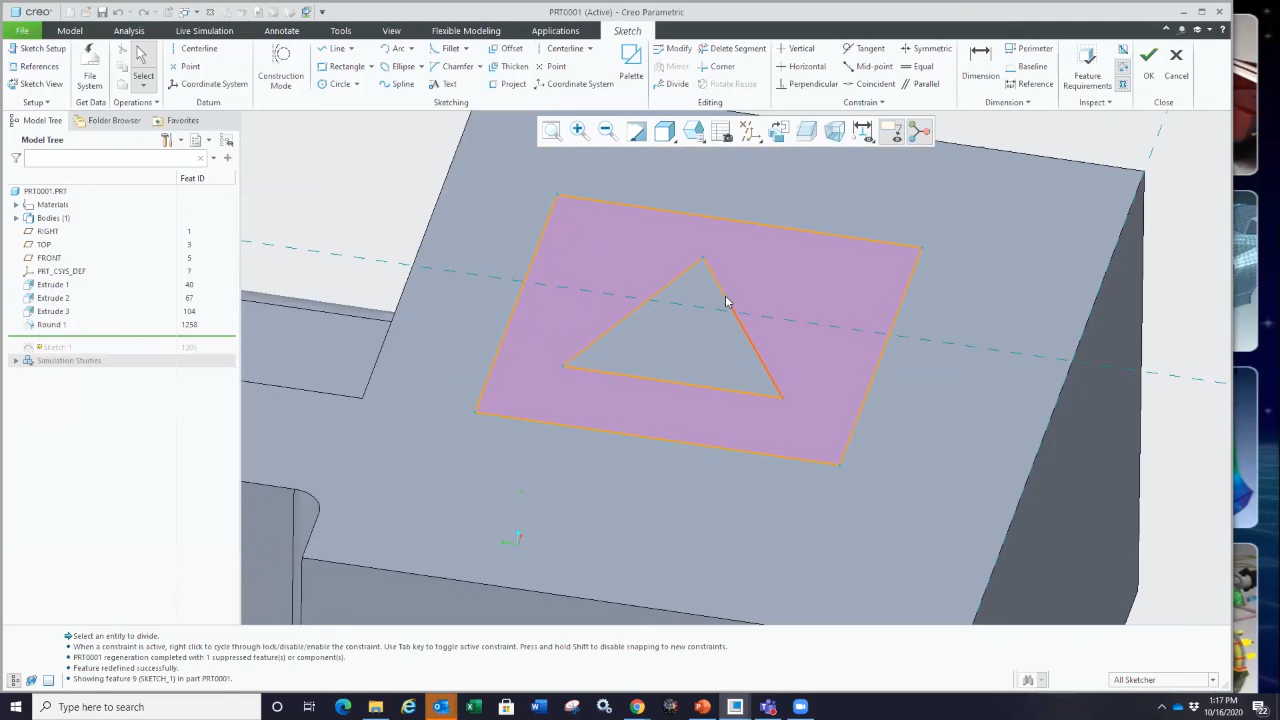 creo
PRT0001 (Active) - Creo Parametric
File Model Analysis Live Simulation Annotate Tools View Flexible Modeling Applications Sketch
Sketch Setup
References
Sketch View
Setup
File
System
Get Data
Select
Operations
Centerline
Point
Coordinate System
Datum
Construction
Mode
Line Arc Fillet Offset Centerline
Rectangle Ellipse Chamfer Thicken Point
Circle Spline Text Project Coordinate System
Palette
Sketching
Modify Delete Segment
Mirror Corner
Divide Rotate Resize
Editing
Vertical Tangent Symmetric
Horizontal Mid-point Equal
Perpendicular Coincident Parallel
Constrain
Dimension
Perimeter
Baseline
Reference
Dimension
Feature
Requirements
Inspect
OK Cancel
Close
Model Tree Folder Browser Favorites
Model Tree
Feat ID
PRT0001.PRT
Materials
Bodies (1)
RIGHT 1
TOP 3
FRONT 5
PRT_CSYS_DEF 7
Extrude 1 40
Extrude 2 67
Extrude 3 104
Round 1 1258
Sketch 1 1306
Simulation Studies
Select an entity to divide.
When a constraint is active, right click to cycle through lock/disable/enable the constraint. Use Tab key to toggle active constraint. Press and hold Shift to disable snapping to new constraints.
PRT0001 regeneration completed with 1 suppressed feature(s) or component(s).
Feature redefined successfully.
Showing feature 9 (SKETCH_1) in part PRT0001.
All Sketcher
Type here to search
1:17 PM
10/16/2020
22